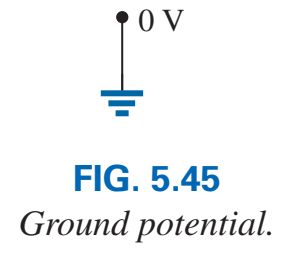 0 V
FIG. 5.45
Ground potential.